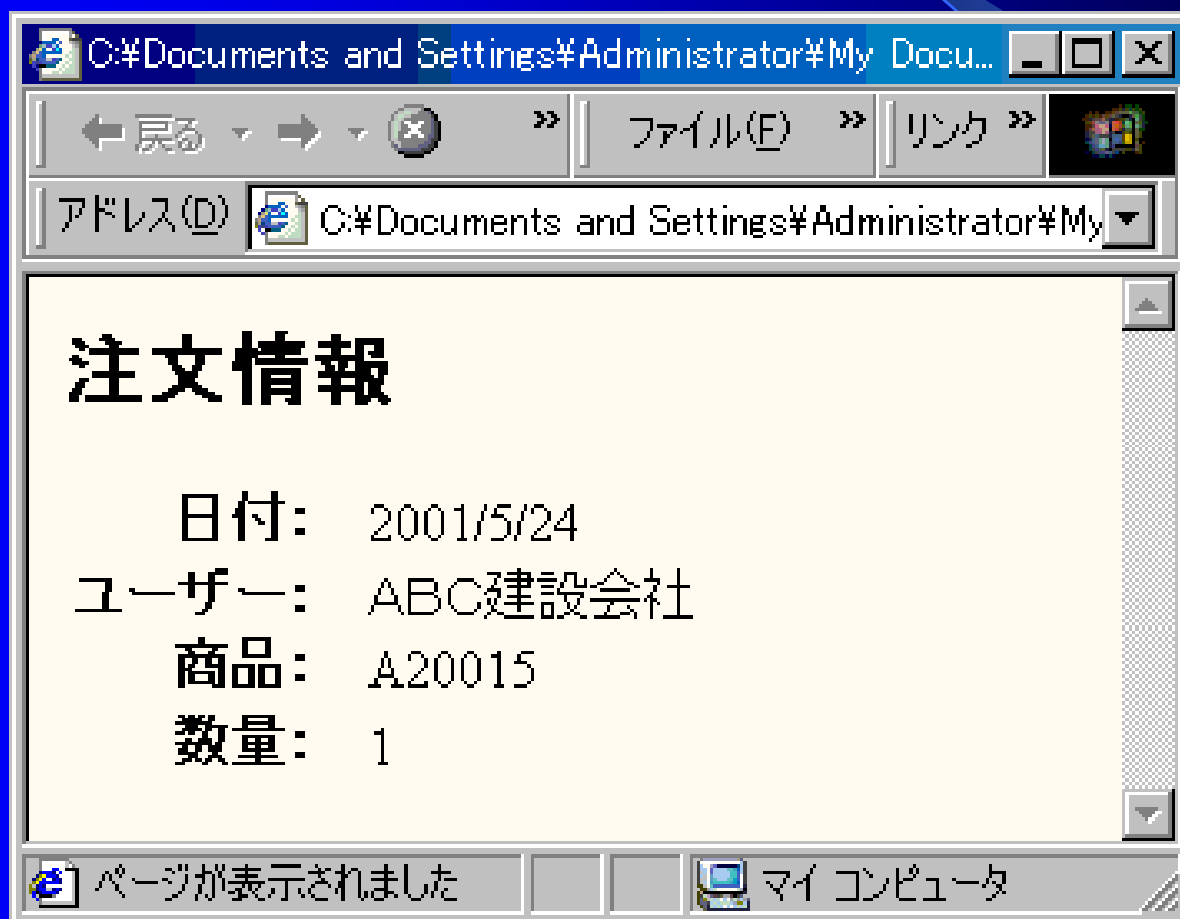 C:¥Documents and Settings¥Administrator¥My Docu...
戻る » ファイル(F) » リンク »
アドレス(D) C:¥Documents and Settings¥Administrator¥My
注文情報
日付: 2001/5/24
ユーザー: ABC建設会社
商品: A20015
数量: 1
ページが表示されました マイ コンピュータ